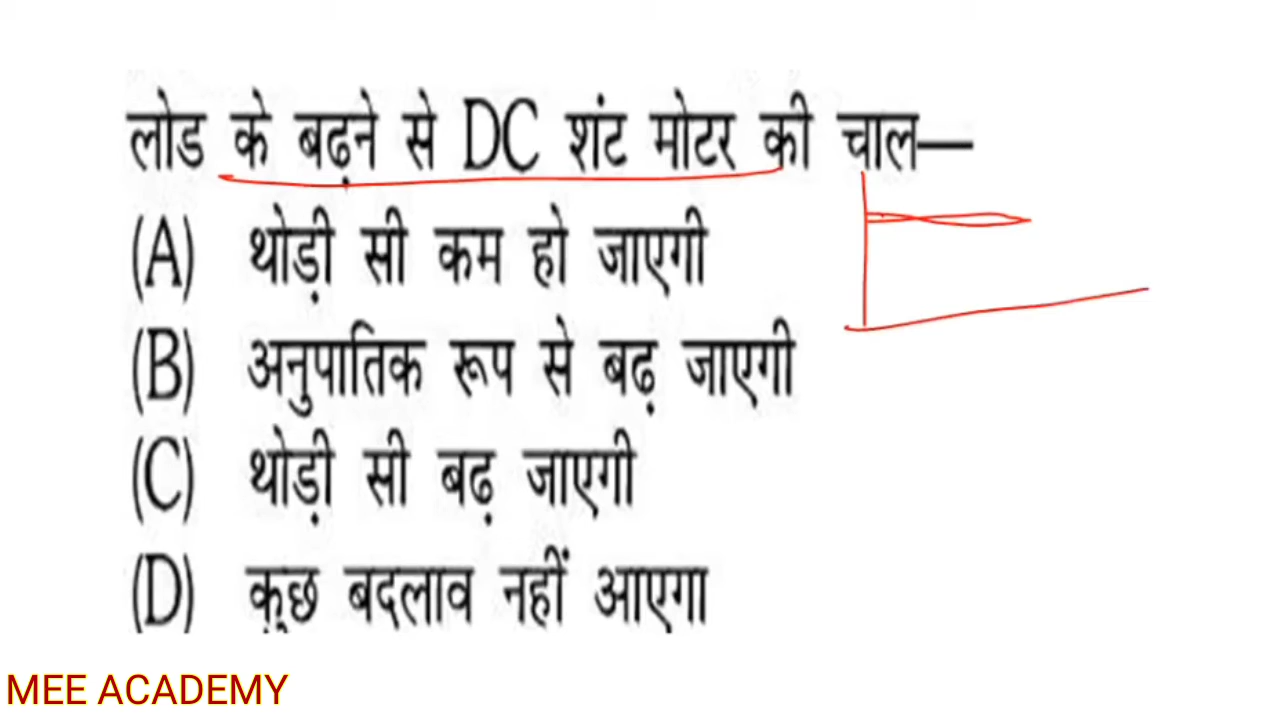 लोड के बढ़ने से DC शंट मोटर की चाल—
(A) थोड़ी सी कम हो जाएगी
(B) अनुपातिक रूप से बढ़ जाएगी
(C) थोड़ी सी बढ़ जाएगी
(D) कुछ बदलाव नहीं आएगा
MEE ACADEMY